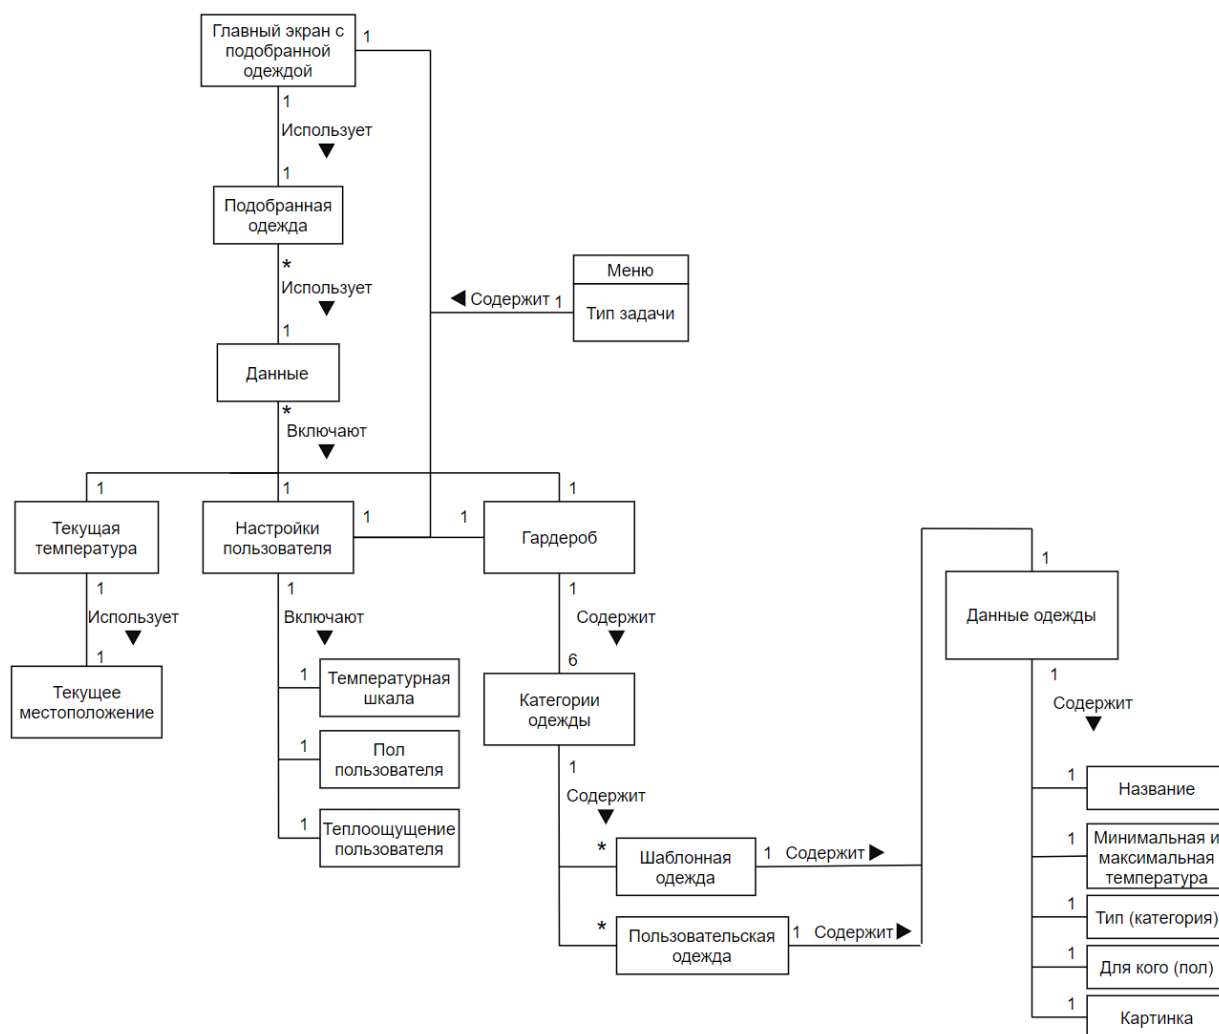 Главный экран с
подобранной
одеждой
1
1
Использует
1
Подобранная
одежда
*
Использует
1
Меню
Тип задачи
Содержит
1
Данные
*
Включают
1
1
1
Текущая
температура
Настройки
пользователя
1
1
Гардероб
1
Использует
1
Текущее
местоположение
1
Включают
1
Температурная
шкала
1
Пол
пользователя
1
Теплоощущение
пользователя
1
Содержит
6
Категории
одежды
1
Содержит
*
Шаблонная
одежда
1
Содержит
*
Пользовательская
одежда
1
Содержит
1
Данные одежды
1
Содержит
1
Название
1
Минимальная и
максимальная
температура
1
Тип (категория)
1
Для кого (пол)
1
Картинка